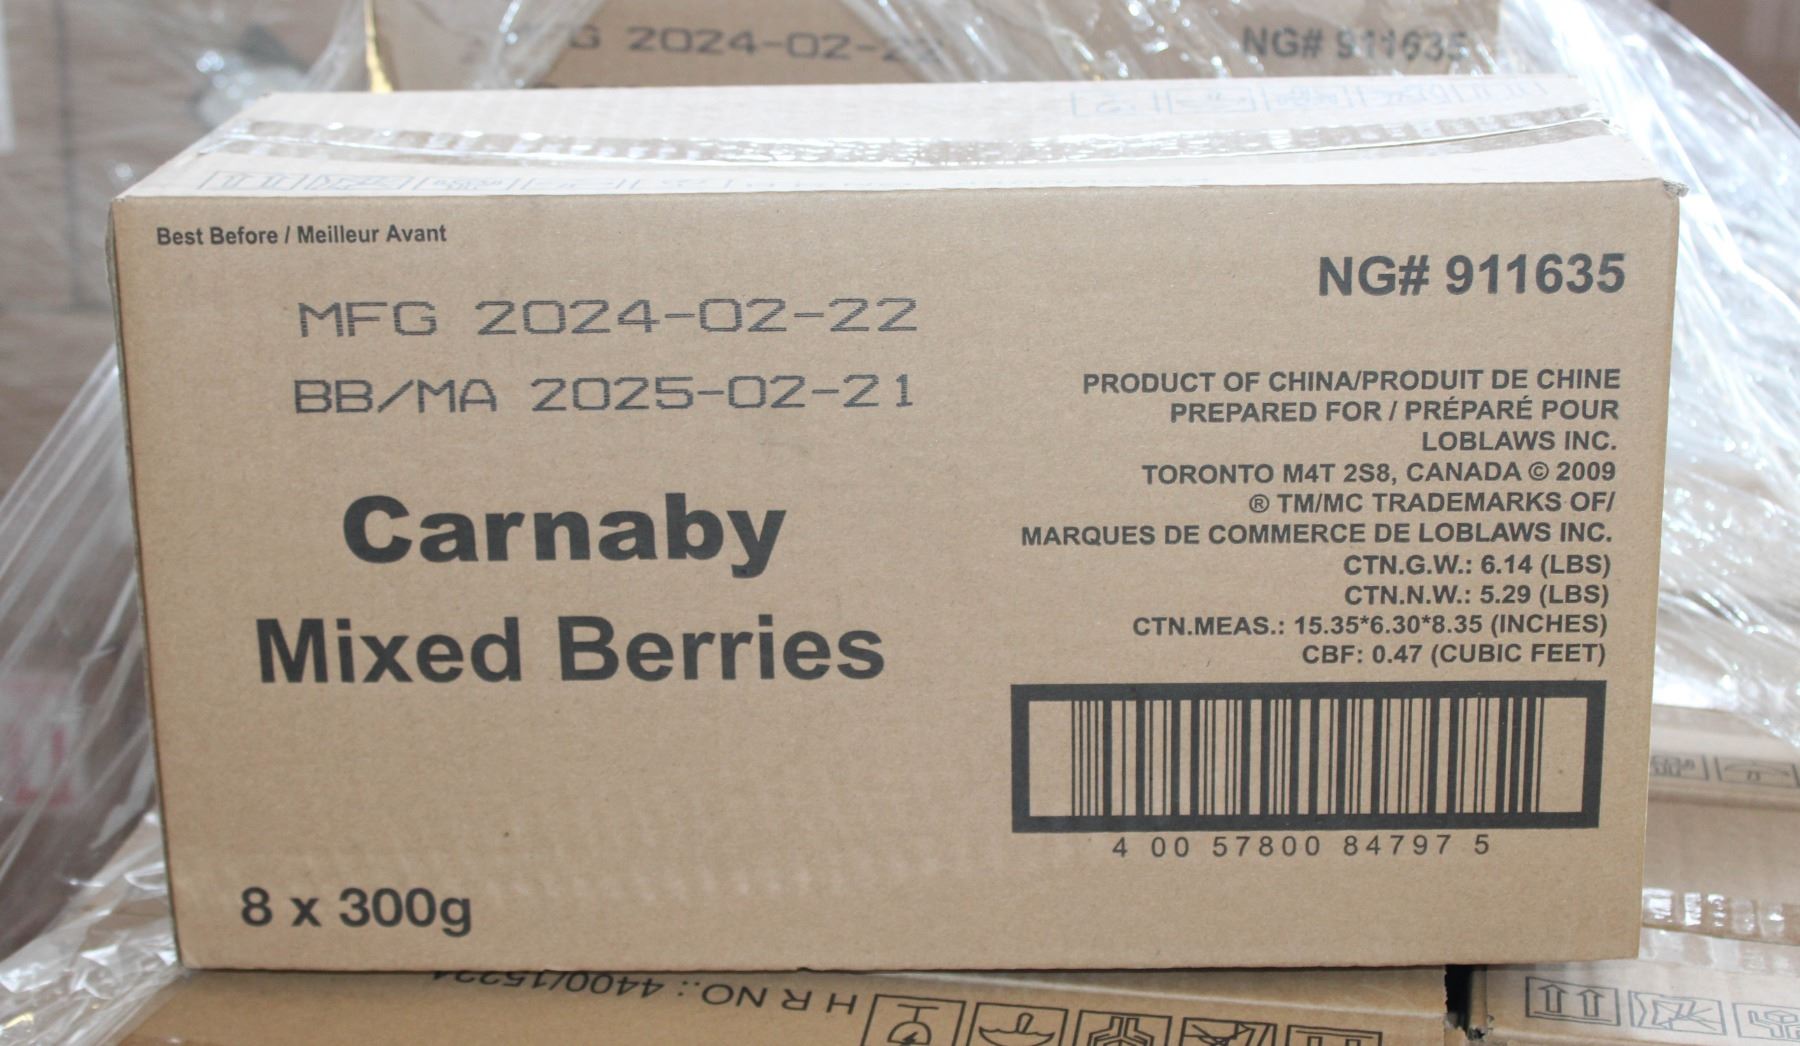 G 2024-02-22
NG# 911635
Best Before / Meilleur Avant
NG# 911635
MFG 2024-02-22
BB/MA 2025-02-21
PRODUCT OF CHINA/PRODUIT DE CHINE
PREPARED FOR / PRÉPARÉ POUR
LOBLAWS INC.
TORONTO M4T 2S8, CANADA © 2009
® TM/MC TRADEMARKS OF/
MARQUES DE COMMERCE DE LOBLAWS INC.
CTN.G.W.: 6.14 (LBS)
CTN.N.W.: 5.29 (LBS)
CTN.MEAS.: 15.35*6.30*8.35 (INCHES)
CBF: 0.47 (CUBIC FEET)
Carnaby
Mixed Berries
4 00 57800 84797 5
8 x 300g
H R NO.: 4400/15224